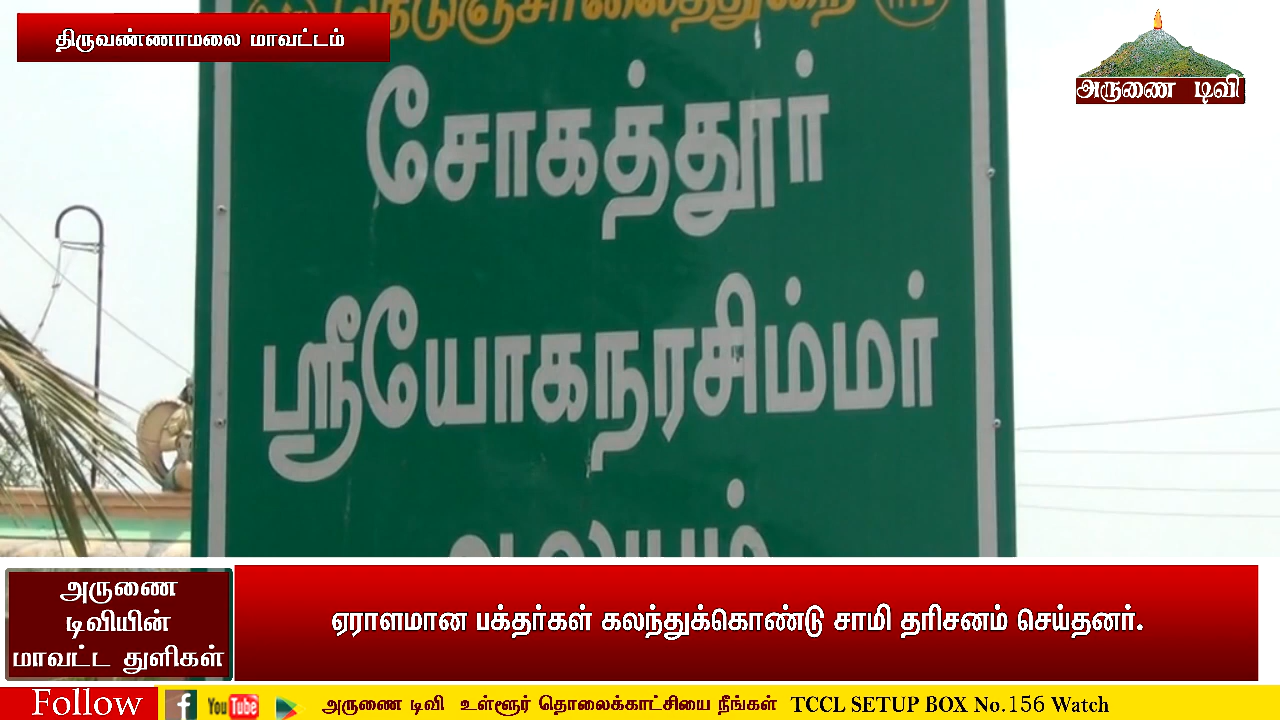 திருவண்ணாமலை மாவட்டம்
அருணை டிவி
நெடுஞ்சாலைத்துறை
சோகத்தூர்
ஸ்ரீயோகநரசிம்மர்
ஆலயம்
அருணை
டிவியின்
மாவட்ட துளிகள்
ஏராளமான பக்தர்கள் கலந்துக்கொண்டு சாமி தரிசனம் செய்தனர்.
Follow f YouTube அருணை டிவி உள்ளூர் தொலைக்காட்சியை நீங்கள் TCCL SETUP BOX No.156 Watch